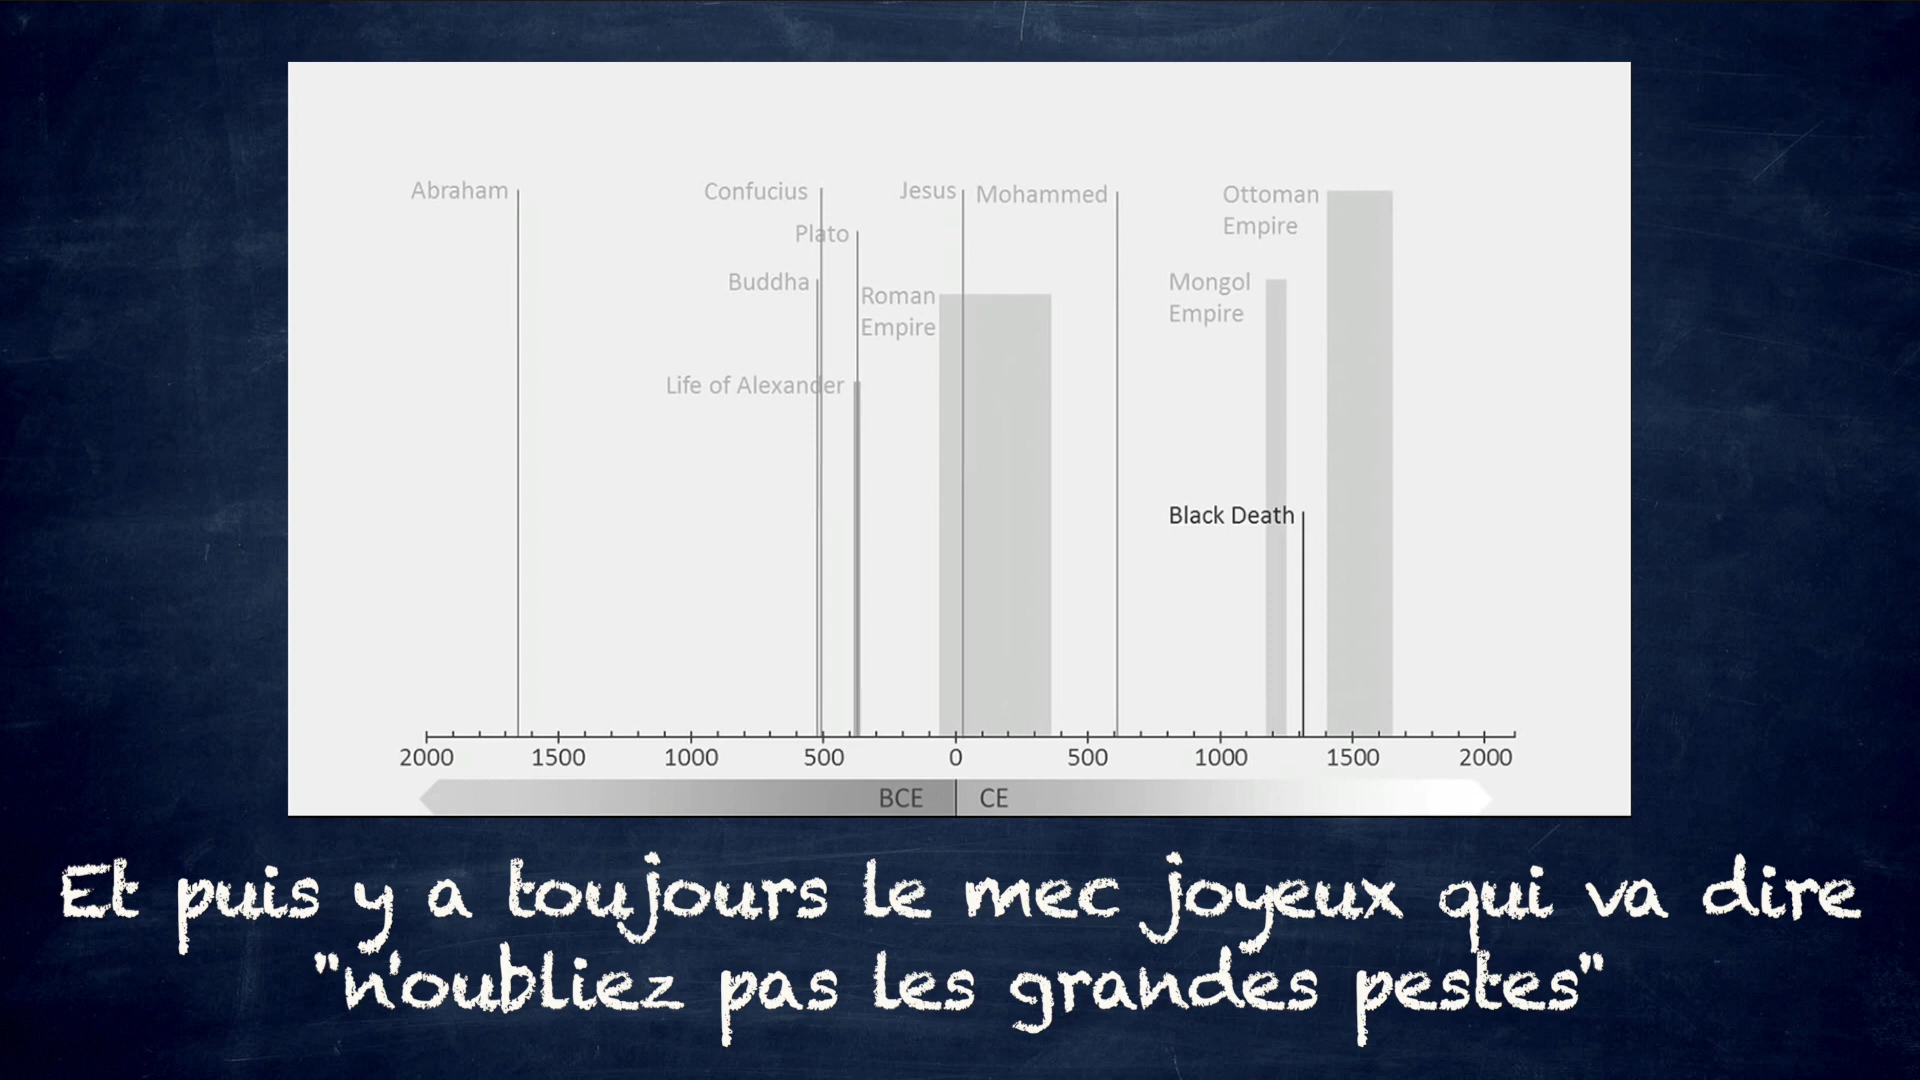 Abraham
Confucius
Jesus
Mohammed
Ottoman
Empire
Plato
Buddha
Roman
Empire
Mongol
Empire
Life of Alexander
Black Death
2000 1500 1000 500 0 500 1000 1500 2000
BCE CE
Et puis y a toujours le mec joyeux qui va dire
"n'oubliez pas les grandes pestes"